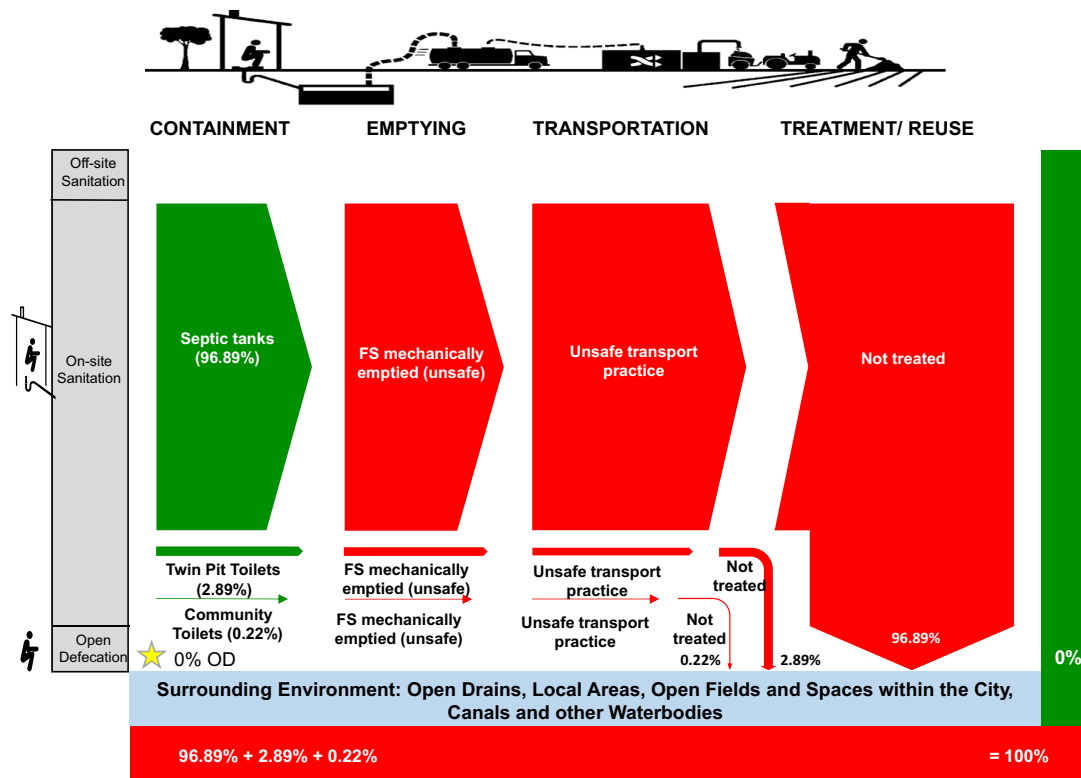 CONTAINMENT
EMPTYING
TRANSPORTATION
TREATMENT/ REUSE
Off-site
Sanitation
On-site
Sanitation
Open
Defecation
Septic tanks
(96.89%)
FS mechanically
emptied (unsafe)
Unsafe transport
practice
Not treated
Twin Pit Toilets
(2.89%)
Community
Toilets (0.22%)
FS mechanically
emptied (unsafe)
FS mechanically
emptied (unsafe)
Unsafe transport
practice
Unsafe transport
practice
Not
treated
Not
treated
0.22%
2.89%
96.89%
0% OD
0%
Surrounding Environment: Open Drains, Local Areas, Open Fields and Spaces within the City,
Canals and other Waterbodies
96.89% + 2.89% + 0.22%
= 100%